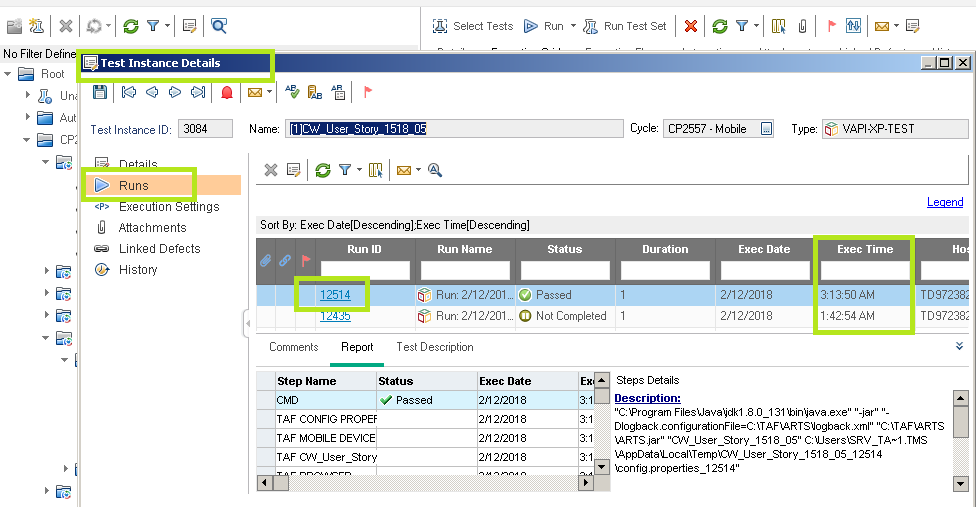 Select Tests Run Run Test Set
No Filter Define
Root
Test Instance Details
Una
Aut
CP2
Test Instance ID: 3084 Name: [1]CW_User_Story_1518_05 Cycle: CP2557 - Mobile Type: VAPI-XP-TEST
Details
Runs
Execution Settings
Attachments
Linked Defects
History
Legend
Sort By: Exec Date[Descending];Exec Time[Descending]
Run ID Run Name Status Duration Exec Date Exec Time Hos
12514 Run: 2/12/201... Passed 1 2/12/2018 3:13:50 AM TD972382
12435 Run: 2/12/201... Not Completed 1 2/12/2018 1:42:54 AM TD972382
Comments Report Test Description
Step Name Status Exec Date Exe
CMD Passed 2/12/2018 3:1
TAF CONFIG PROPER 2/12/2018 3:1
TAF MOBILE DEVICE 2/12/2018 3:1
TAF CW_User_Story 2/12/2018 3:1
TAF BROWSER 2/12/2018 3:1
Steps Details
Description:
"C:\Program Files\Java\jdk1.8.0_131\bin\java.exe" "-jar" "-
Dlogback.configurationFile=C:\TAF\ARTS\logback.xml" "C:\TAF\ARTS
\ARTS.jar" "CW_User_Story_1518_05" C:\Users\SRV_TA~1.TMS
\AppData\Local\Temp\CW_User_Story_1518_05_12514
\config.properties_12514"